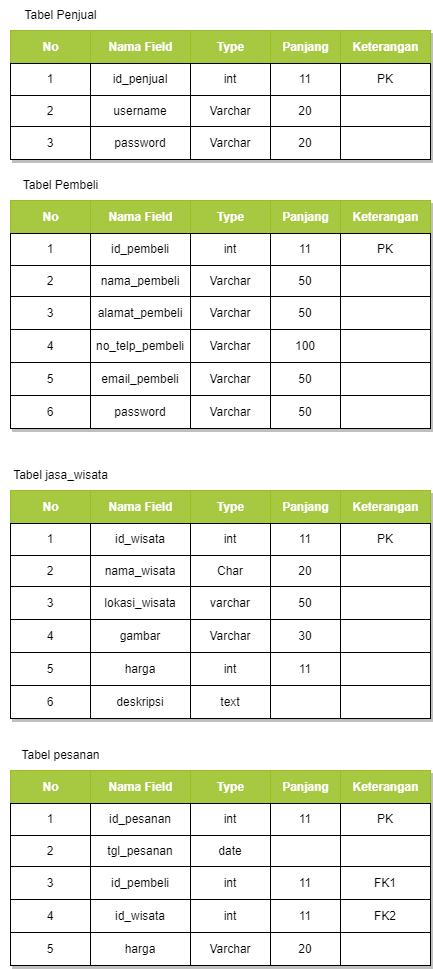 Tabel Penjual
No Nama Field Type Panjang Keterangan
1 id_penjual int 11 PK
2 username Varchar 20
3 password Varchar 20
Tabel Pembeli
No Nama Field Type Panjang Keterangan
1 id_pembeli int 11 PK
2 nama_pembeli Varchar 50
3 alamat_pembeli Varchar 50
4 no_telp_pembeli Varchar 100
5 email_pembeli Varchar 50
6 password Varchar 50
Tabel jasa_wisata
No Nama Field Type Panjang Keterangan
1 id_wisata int 11 PK
2 nama_wisata Char 20
3 lokasi_wisata varchar 50
4 gambar Varchar 30
5 harga int 11
6 deskripsi text
Tabel pesanan
No Nama Field Type Panjang Keterangan
1 id_pesanan int 11 PK
2 tgl_pesanan date
3 id_pembeli int 11 FK1
4 id_wisata int 11 FK2
5 harga Varchar 20